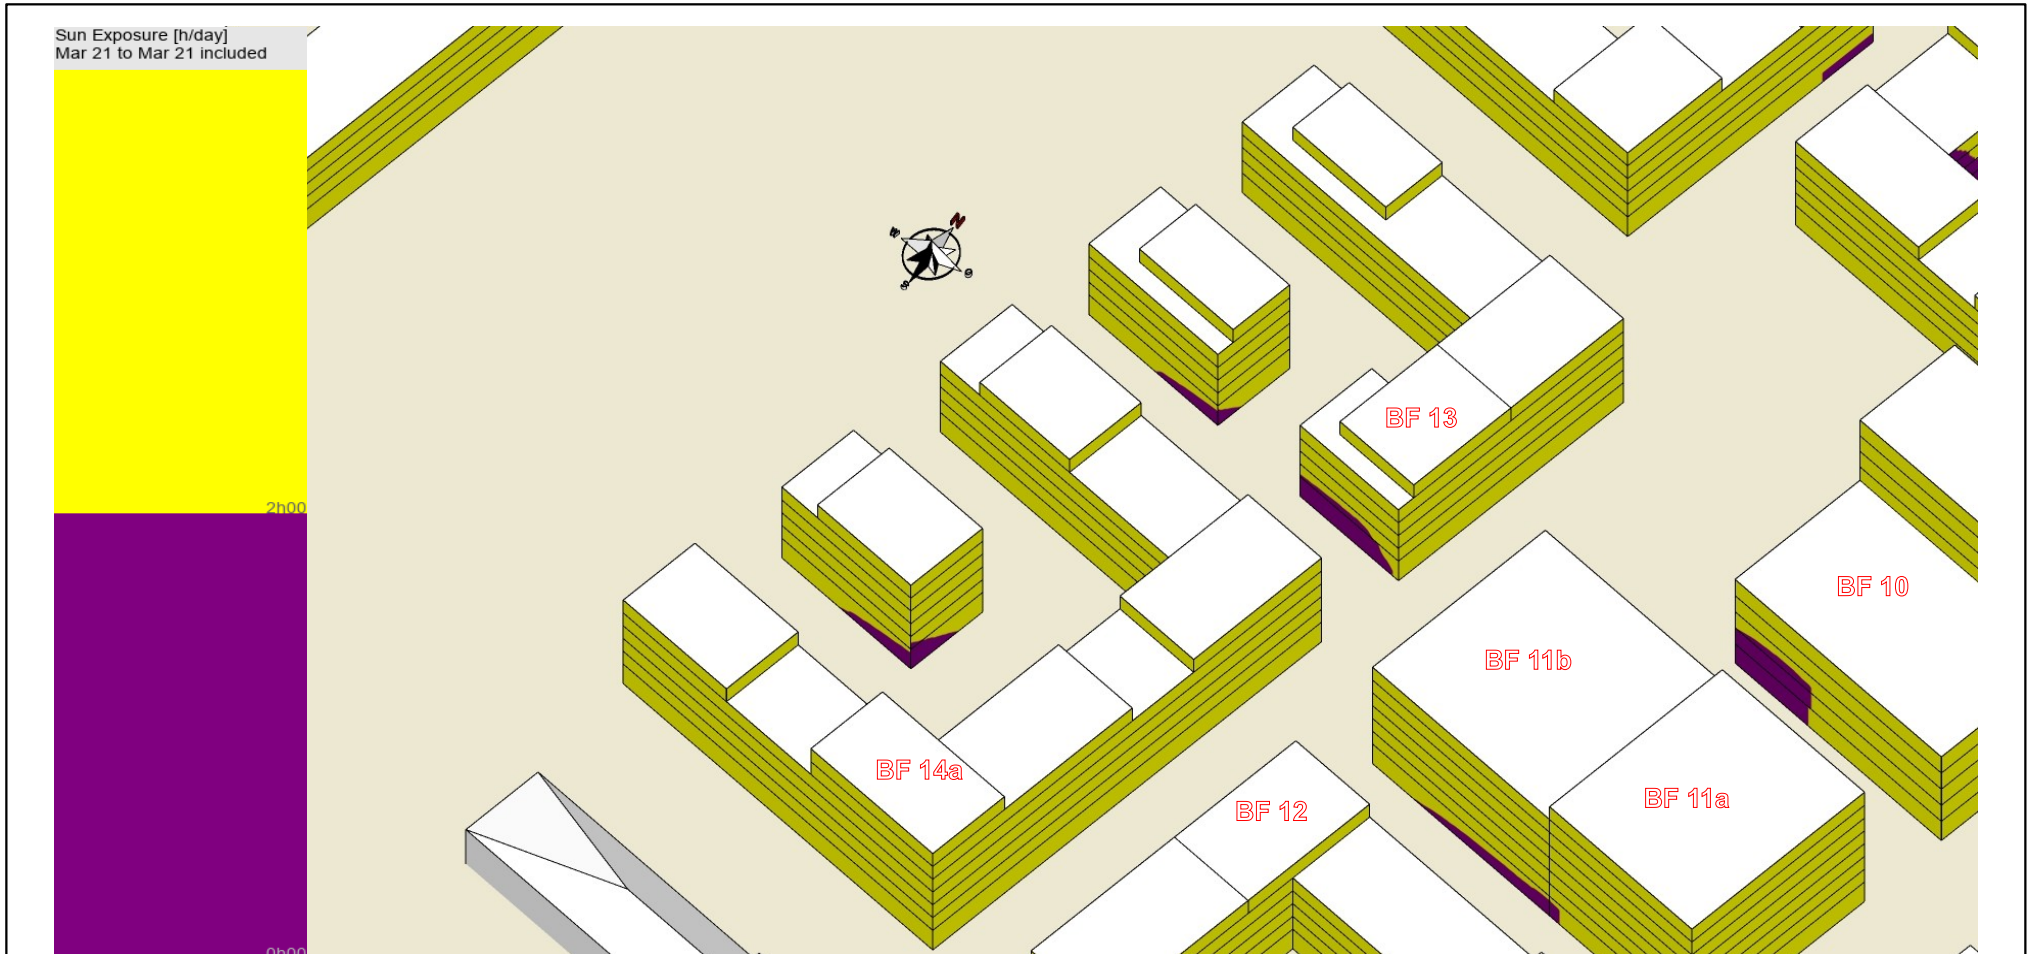 Sun Exposure [h/day]
Mar 21 to Mar 21 included
N
S
BF 13
2h00
BF 10
BF 11b
BF 14a
BF 12
BF 11a
0h00